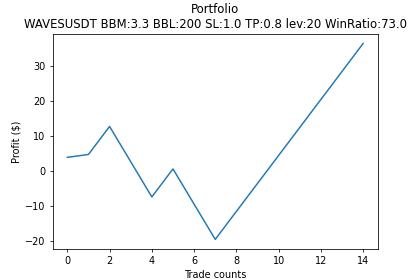 Portfolio
WAVESUSDT BBM:3.3 BBL:200 SL:1.0 TP:0.8 lev:20 WinRatio:73.0
Profit ($)
30
20
10
0
−10
−20
0 2 4 6 8 10 12 14
Trade counts